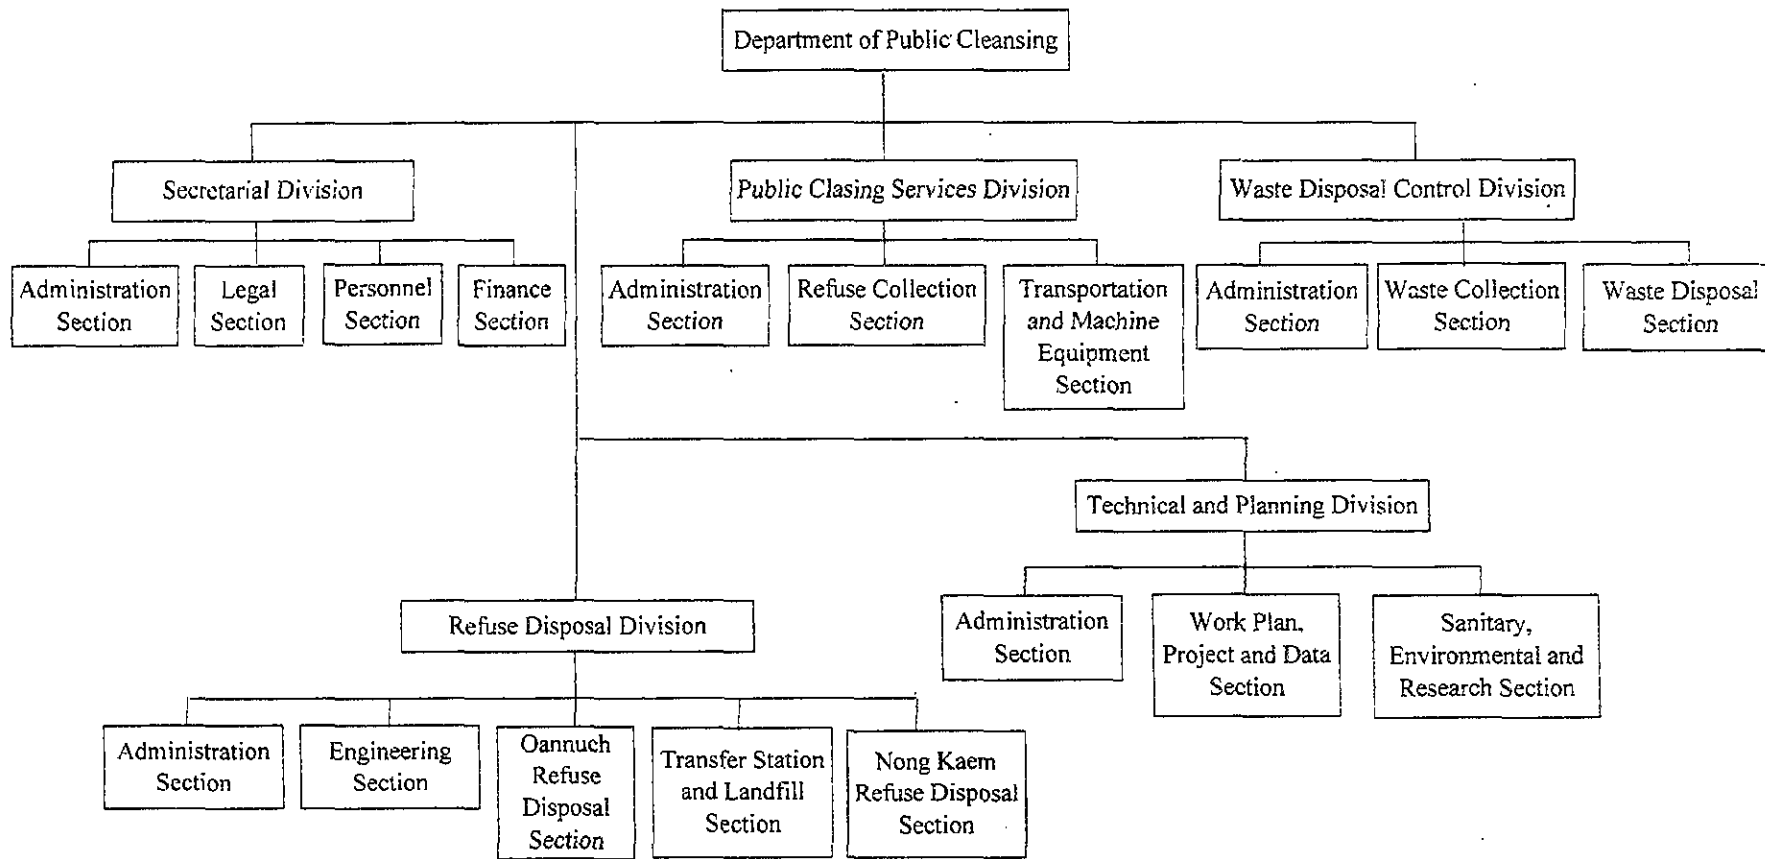 Department of Public Cleansing
Secretarial Division
Public Clasing Services Division
Waste Disposal Control Division
Administration
Section
Legal
Section
Personnel
Section
Finance
Section
Administration
Section
Refuse Collection
Section
Transportation
and Machine
Equipment
Section
Administration
Section
Waste Collection
Section
Waste Disposal
Section
Technical and Planning Division
Administration
Section
Work Plan,
Project and Data
Section
Sanitary,
Environmental and
Research Section
Refuse Disposal Division
Administration
Section
Engineering
Section
Oannuch
Refuse
Disposal
Section
Transfer Station
and Landfill
Section
Nong Kaem
Refuse Disposal
Section